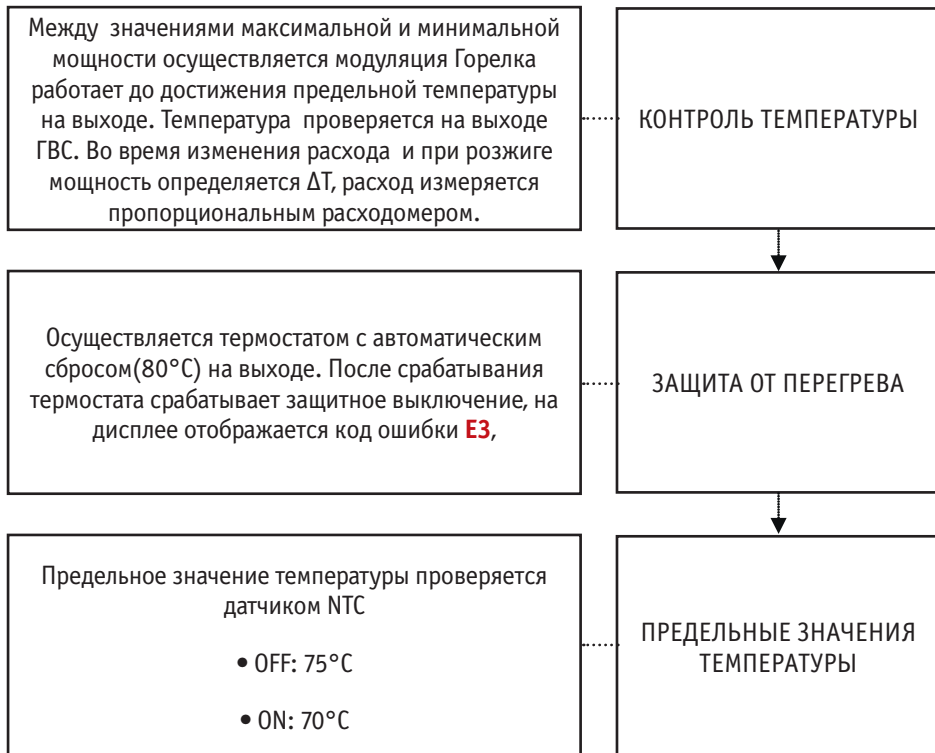 Между значениями максимальной и минимальной
мощности осуществляется модуляция Горелка
работает до достижения предельной температуры
на выходе. Температура проверяется на выходе
ГВС. Во время изменения расхода и при розжиге
мощность определяется ΔT, расход измеряется
пропорциональным расходомером.
КОНТРОЛЬ ТЕМПЕРАТУРЫ
Осуществляется термостатом с автоматическим
сбросом(80°C) на выходе. После срабатывания
термостата срабатывает защитное выключение, на
дисплее отображается код ошибки E3,
ЗАЩИТА ОТ ПЕРЕГРЕВА
Предельное значение температуры проверяется
датчиком NTC
• OFF: 75°C
• ON: 70°C
ПРЕДЕЛЬНЫЕ ЗНАЧЕНИЯ
ТЕМПЕРАТУРЫ